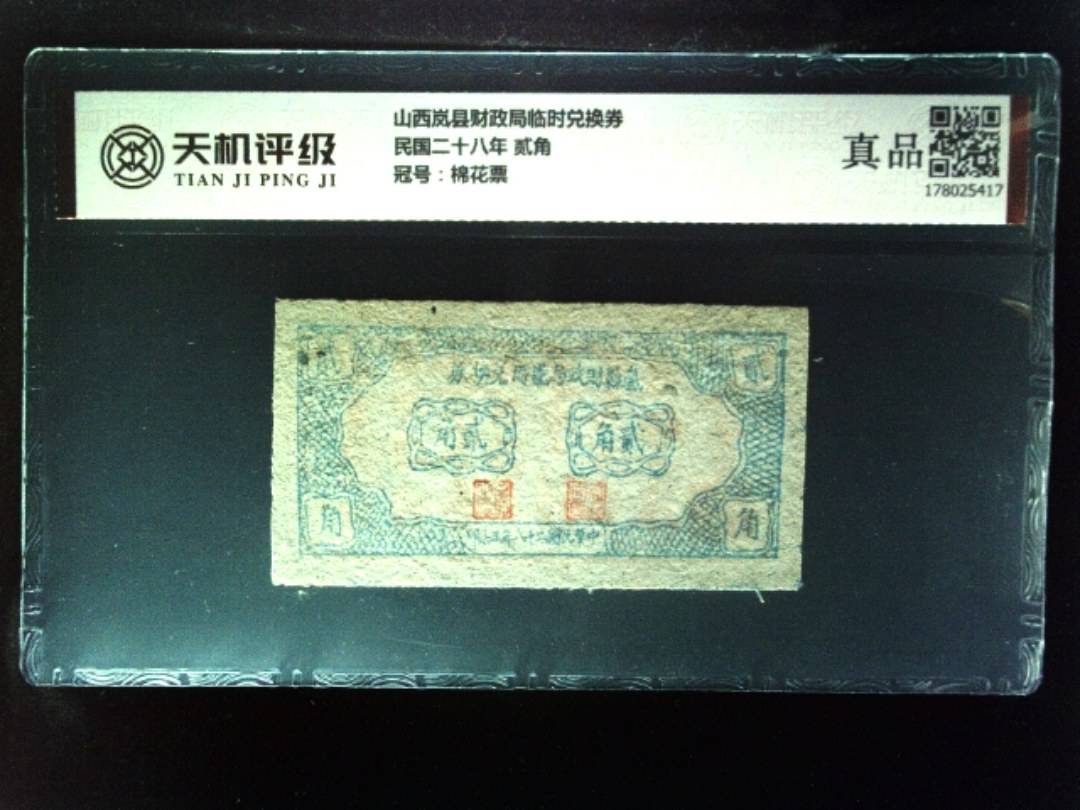 天机评级
TIAN JI PING JI
山西岚县财政局临时兑换券
民国二十八年 贰角
冠号：棉花票
真品
178025417
贰
贰
角贰
角贰
角
角